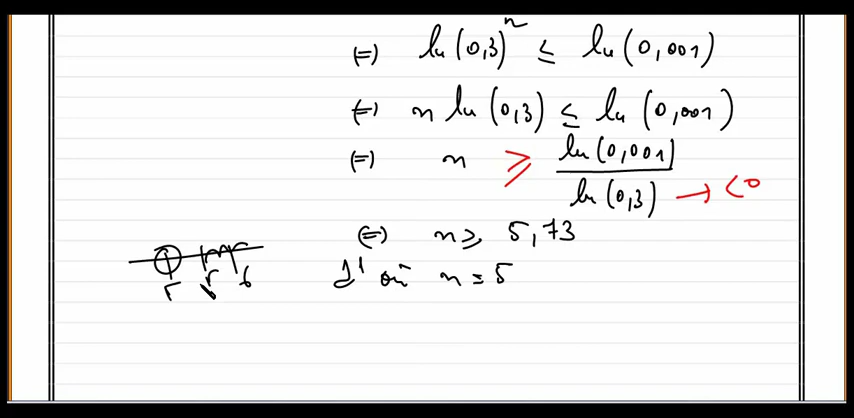 (=) ln(0,3)^n ≤ ln(0,001)
(=) n ln(0,3) ≤ ln(0,001)
(=) n ≥ ln(0,001) / ln(0,3) → <0
(=) n ≥ 5,73
d'où n = 5